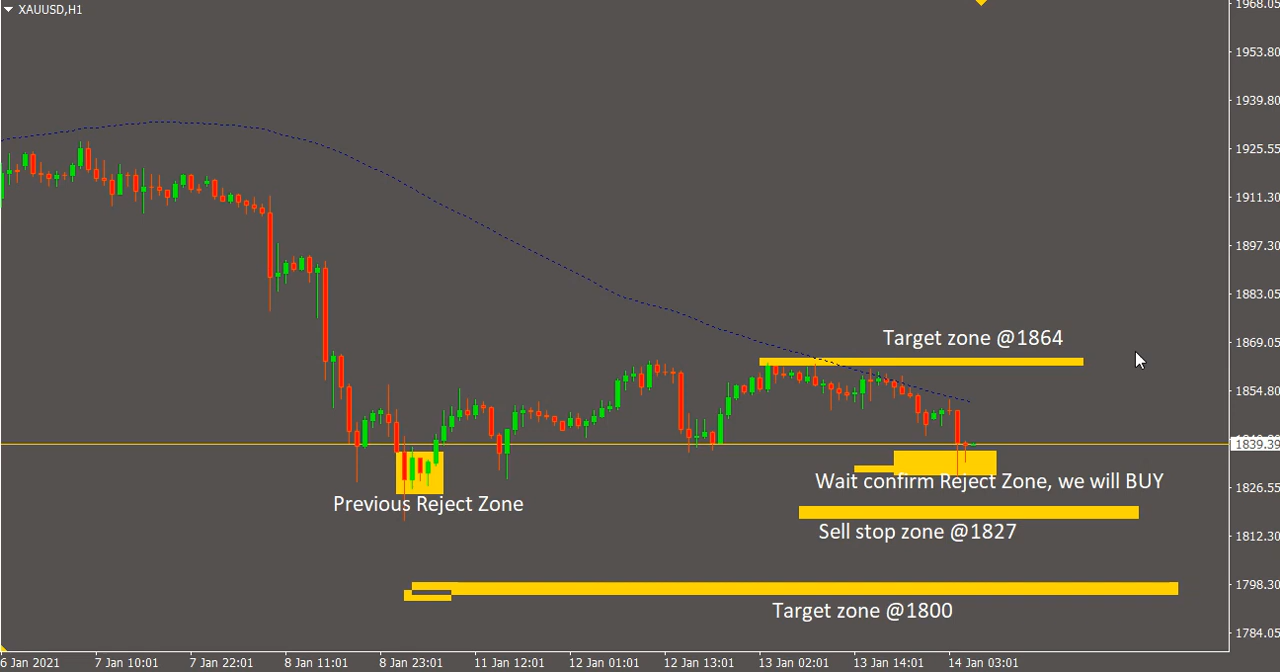 XAUUSD,H1
1968.05
1953.80
1939.80
1925.55
1911.30
1897.30
1883.05
Target zone @1864
1869.05
1854.80
1839.39
Wait confirm Reject Zone, we will BUY
1826.55
Previous Reject Zone
Sell stop zone @1827
1812.30
1798.30
Target zone @1800
1784.05
6 Jan 2021 7 Jan 10:01 7 Jan 22:01 8 Jan 11:01 8 Jan 23:01 11 Jan 12:01 12 Jan 01:01 12 Jan 13:01 13 Jan 02:01 13 Jan 14:01 14 Jan 03:01